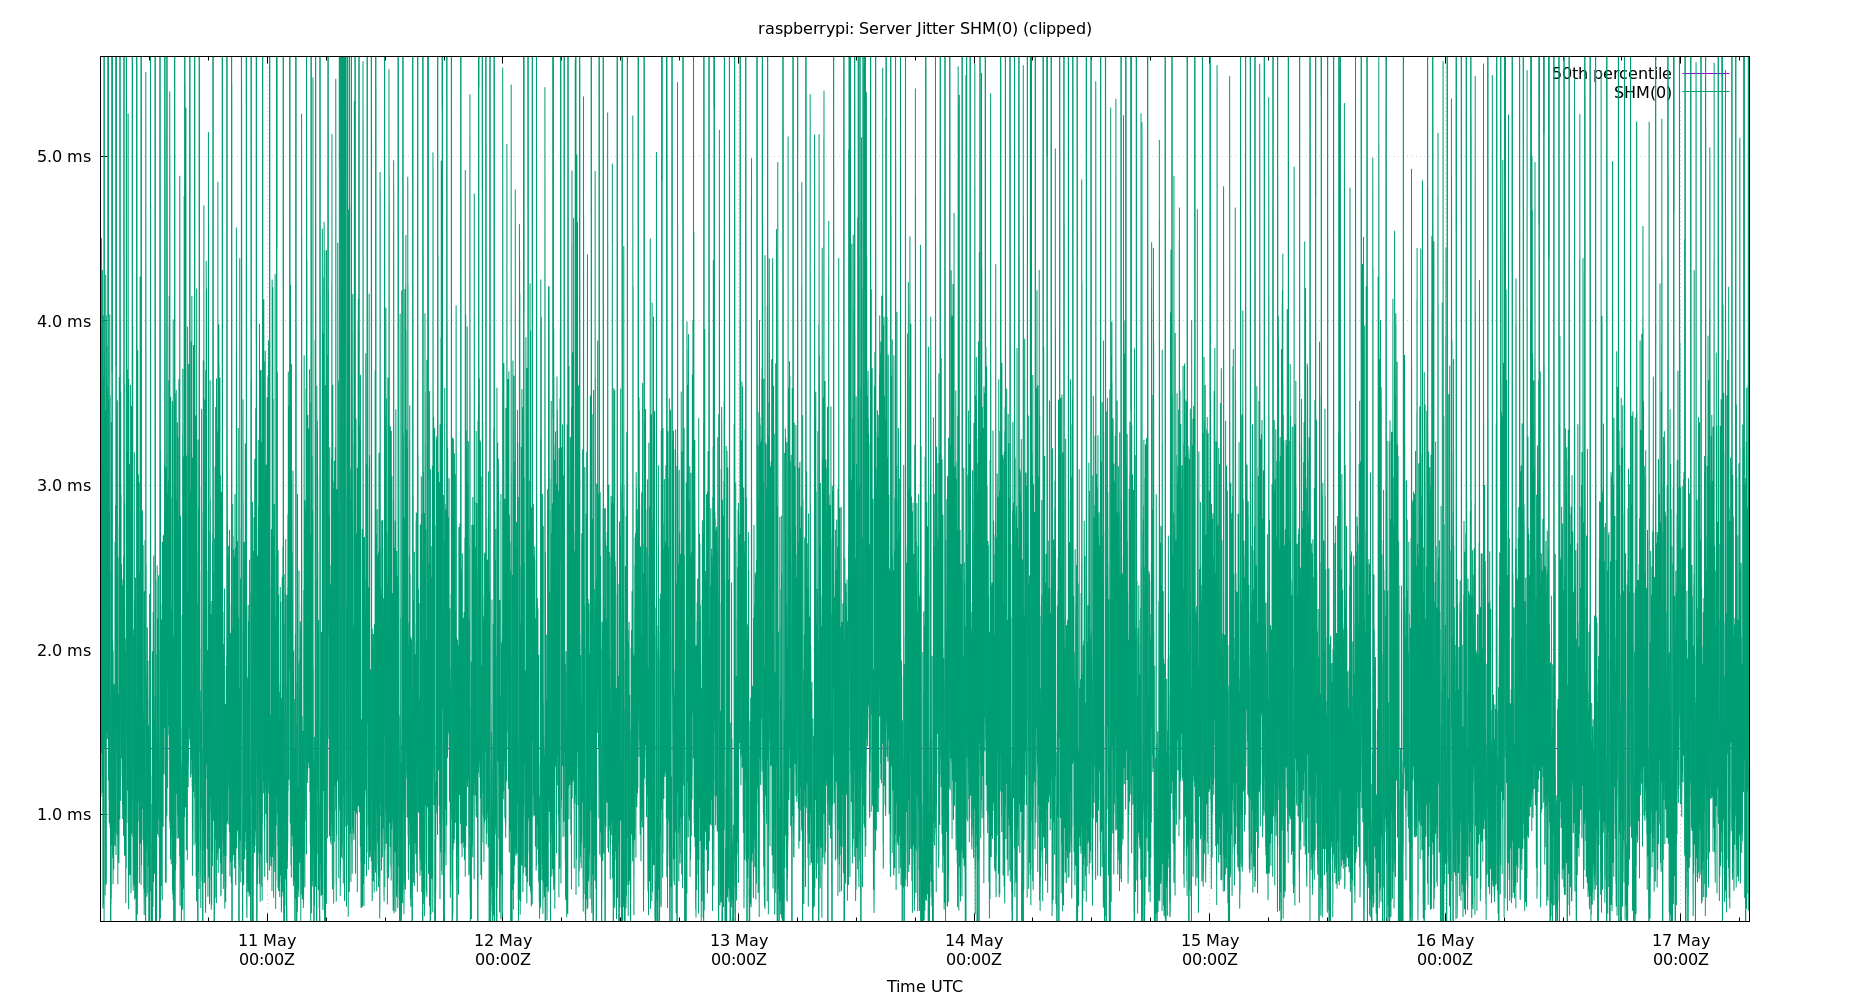 raspberrypi: Server Jitter SHM(0) (clipped)
50th percentile
SHM(0)
5.0 ms
4.0 ms
3.0 ms
2.0 ms
1.0 ms
11 May 12 May 13 May 14 May 15 May 16 May 17 May
00:00Z 00:00Z 00:00Z 00:00Z 00:00Z 00:00Z 00:00Z
Time UTC